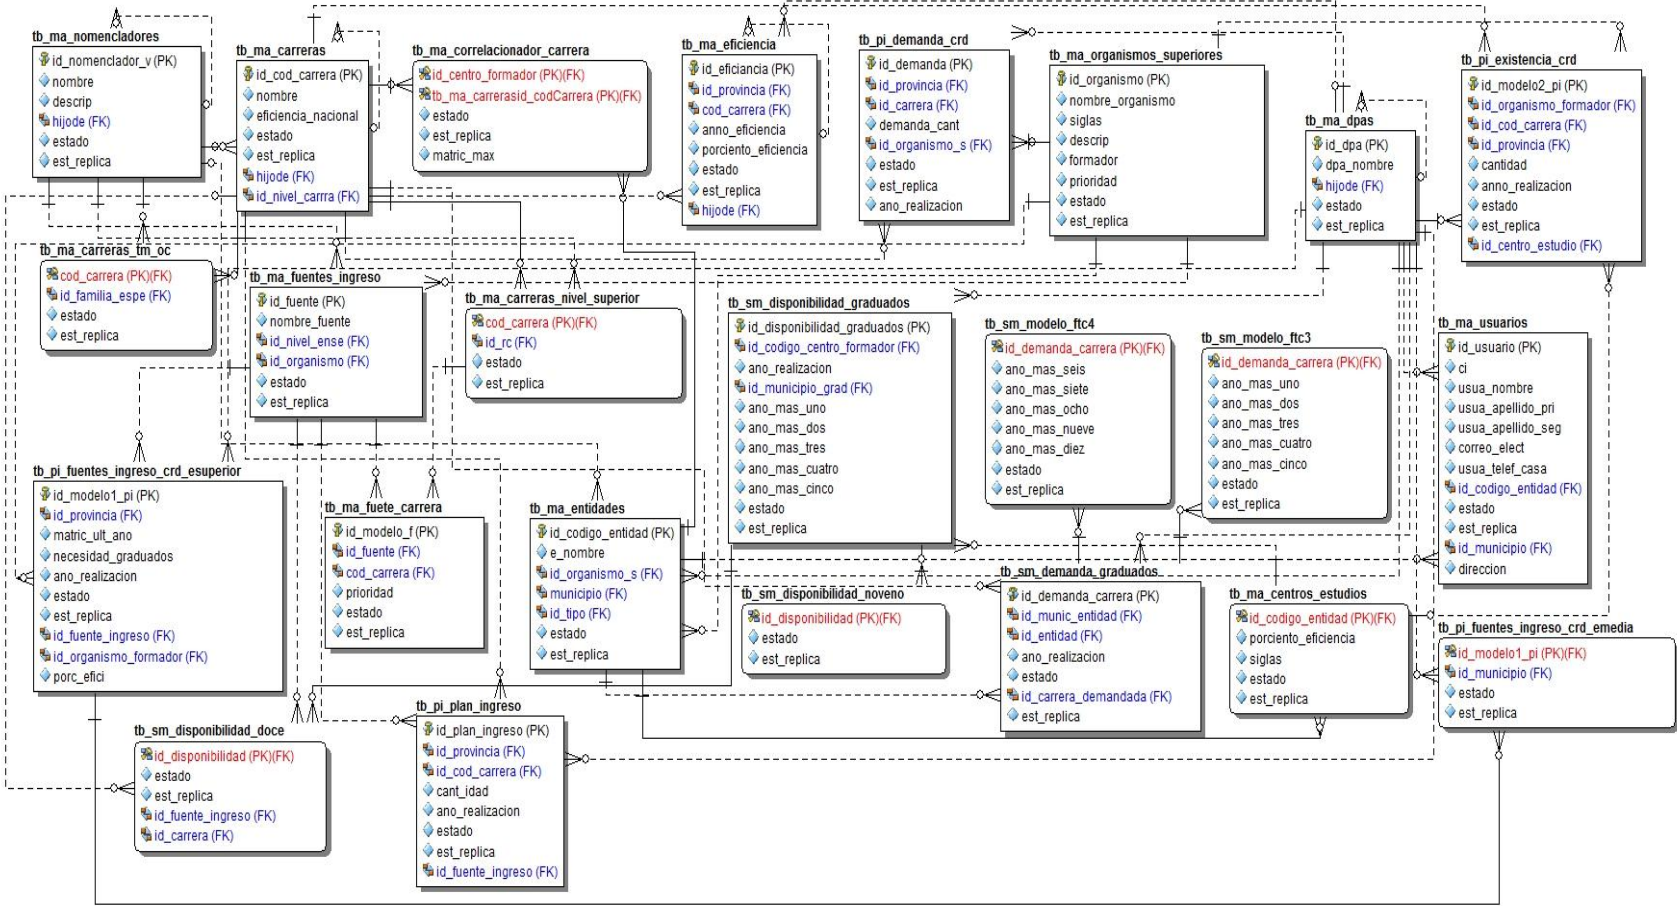 tb_ma_nomencladores
id_nomenclador_v (PK)
nombre
descrip
hijode (FK)
estado
est_replica
tb_ma_carreras
id_cod_carrera (PK)
nombre
eficiencia_nacional
estado
est_replica
hijode (FK)
id_nivel_carrra (FK)
tb_ma_correlacionador_carrera
id_centro_formador (PK)(FK)
tb_ma_carrerasid_codCarrera (PK)(FK)
estado
est_replica
matric_max
tb_ma_eficiencia
id_eficiancia (PK)
id_provincia (FK)
cod_carrera (FK)
anno_eficiencia
porciento_eficiencia
estado
est_replica
hijode (FK)
tb_pi_demanda_crd
id_demanda (PK)
id_provincia (FK)
id_carrera (FK)
demanda_cant
id_organismo_s (FK)
estado
est_replica
ano_realizacion
tb_ma_organismos_superiores
id_organismo (PK)
nombre_organismo
siglas
descrip
formador
prioridad
estado
est_replica
tb_ma_dpas
id_dpa (PK)
dpa_nombre
hijode (FK)
estado
est_replica
tb_pi_existencia_crd
id_modelo2_pi (PK)
id_organismo_formador (FK)
id_cod_carrera (FK)
id_provincia (FK)
cantidad
anno_realizacion
estado
est_replica
id_centro_estudio (FK)
tb_ma_carreras_tm_oc
cod_carrera (PK)(FK)
id_familia_espe (FK)
estado
est_replica
tb_ma_fuentes_ingreso
id_fuente (PK)
nombre_fuente
id_nivel_ense (FK)
id_organismo (FK)
estado
est_replica
tb_ma_carreras_nivel_superior
cod_carrera (PK)(FK)
id_rc (FK)
estado
est_replica
tb_sm_disponibilidad_graduados
id_disponibilidad_graduados (PK)
id_codigo_centro_formador (FK)
ano_realizacion
id_municipio_grad (FK)
ano_mas_uno
ano_mas_dos
ano_mas_tres
ano_mas_cuatro
ano_mas_cinco
estado
est_replica
tb_sm_modelo_ftc4
id_demanda_carrera (PK)(FK)
ano_mas_seis
ano_mas_siete
ano_mas_ocho
ano_mas_nueve
ano_mas_diez
estado
est_replica
tb_sm_modelo_ftc3
id_demanda_carrera (PK)(FK)
ano_mas_uno
ano_mas_dos
ano_mas_tres
ano_mas_cuatro
ano_mas_cinco
estado
est_replica
tb_ma_usuarios
id_usuario (PK)
ci
usua_nombre
usua_apellido_pri
usua_apellido_seg
correo_elect
usua_telef_casa
id_codigo_entidad (FK)
estado
est_replica
id_municipio (FK)
direccion
tb_pi_fuentes_ingreso_crd_esuperior
id_modelo1_pi (PK)
id_provincia (FK)
matric_ult_ano
necesidad_graduados
ano_realizacion
estado
est_replica
id_fuente_ingreso (FK)
id_organismo_formador (FK)
porc_efici
tb_ma_fuete_carrera
id_modelo_f (PK)
id_fuente (FK)
cod_carrera (FK)
prioridad
estado
est_replica
tb_ma_entidades
id_codigo_entidad (PK)
e_nombre
id_organismo_s (FK)
municipio (FK)
id_tipo (FK)
estado
est_replica
tb_sm_disponibilidad_noveno
id_disponibilidad (PK)(FK)
estado
est_replica
tb_sm_demanda_graduados
id_demanda_carrera (PK)
id_munic_entidad (FK)
id_entidad (FK)
ano_realizacion
estado
id_carrera_demandada (FK)
est_replica
tb_ma_centros_estudios
id_codigo_entidad (PK)(FK)
porciento_eficiencia
siglas
estado
est_replica
tb_pi_fuentes_ingreso_crd_emedia
id_modelo1_pi (PK)(FK)
id_municipio (FK)
estado
est_replica
tb_sm_disponibilidad_doce
id_disponibilidad (PK)(FK)
estado
est_replica
id_fuente_ingreso (FK)
id_carrera (FK)
tb_pi_plan_ingreso
id_plan_ingreso (PK)
id_provincia (FK)
id_cod_carrera (FK)
cant_idad
ano_realizacion
estado
est_replica
id_fuente_ingreso (FK)